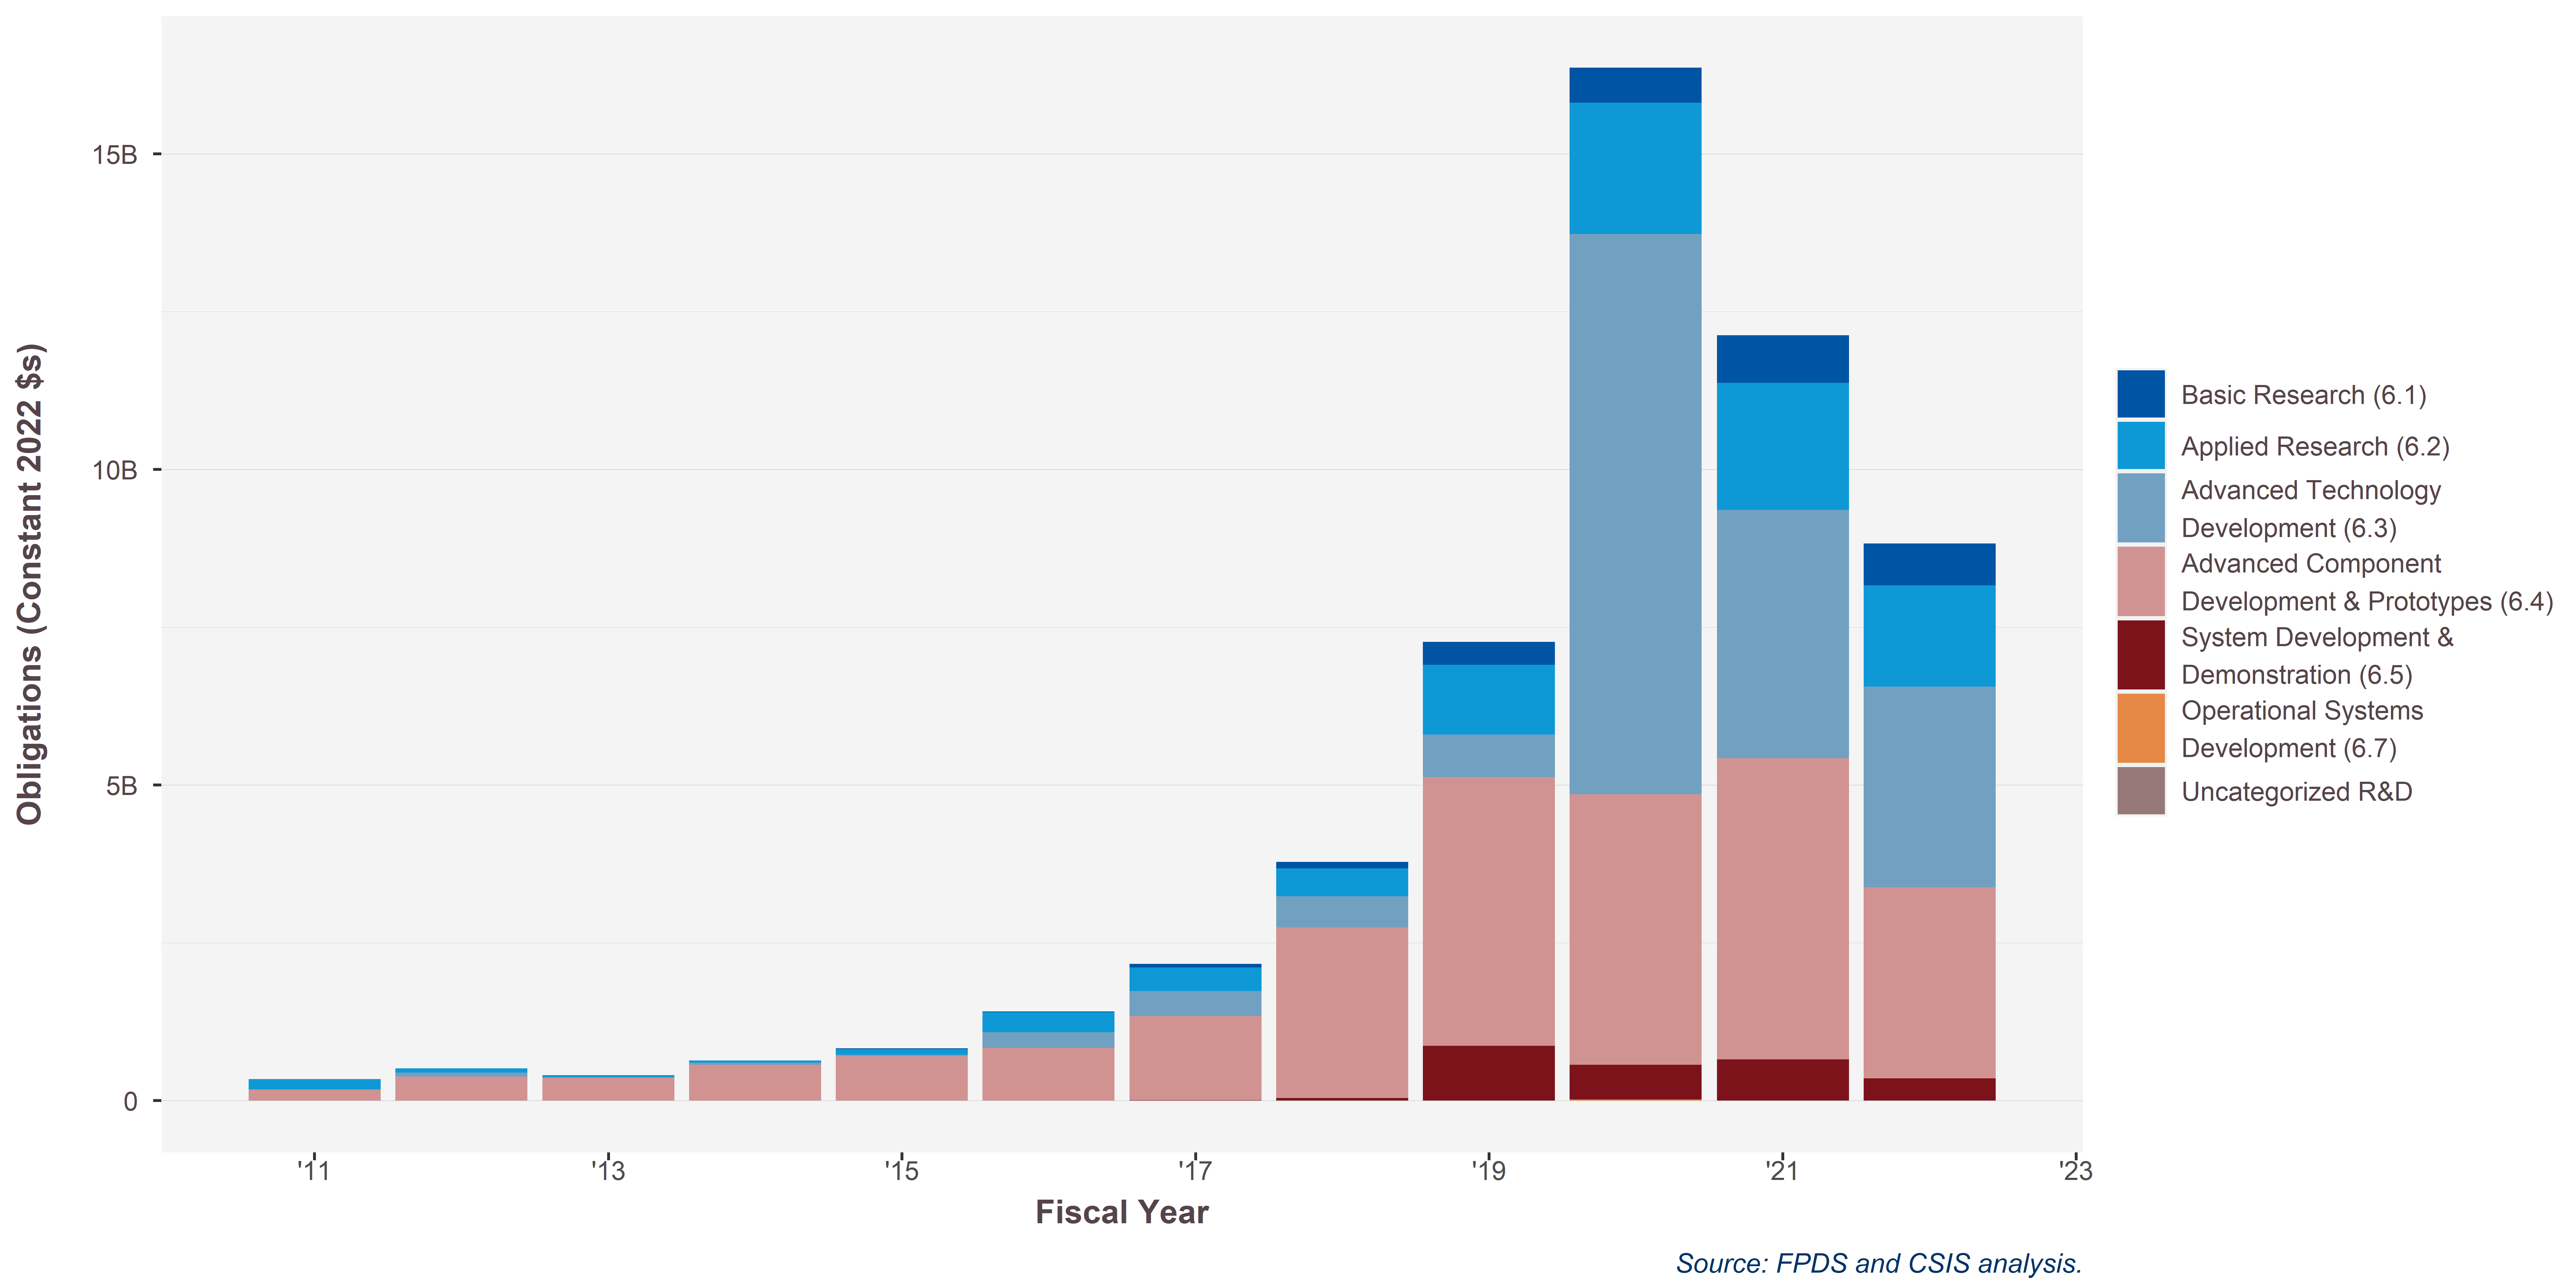 Obligations (Constant 2022 $s)
15B
10B
5B
0
'11
'13
'15
'17
'19
'21
'23
Fiscal Year
Basic Research (6.1)
Applied Research (6.2)
Advanced Technology
Development (6.3)
Advanced Component
Development & Prototypes (6.4)
System Development &
Demonstration (6.5)
Operational Systems
Development (6.7)
Uncategorized R&D
Source: FPDS and CSIS analysis.